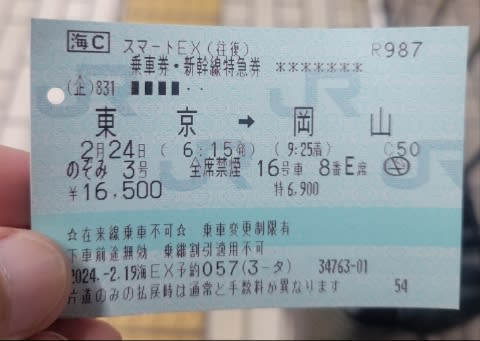 海C スマートEX(往復) R987
乗車券・新幹線特急券 *******
(企)831 ■■■■・・
東京 → 岡山
2月24日 (6:15発) (9:25着) C50
のぞみ 3号 全席禁煙 16号車 8番E席
¥16,500 特6,900
☆在来線乗車不可☆ 乗車変更制限有
下車前途無効 乗継割引適用不可
2024.-2.19海EX予約057(3-タ) 34763-01
片道のみの払戻時は通常と手数料が異なります 54